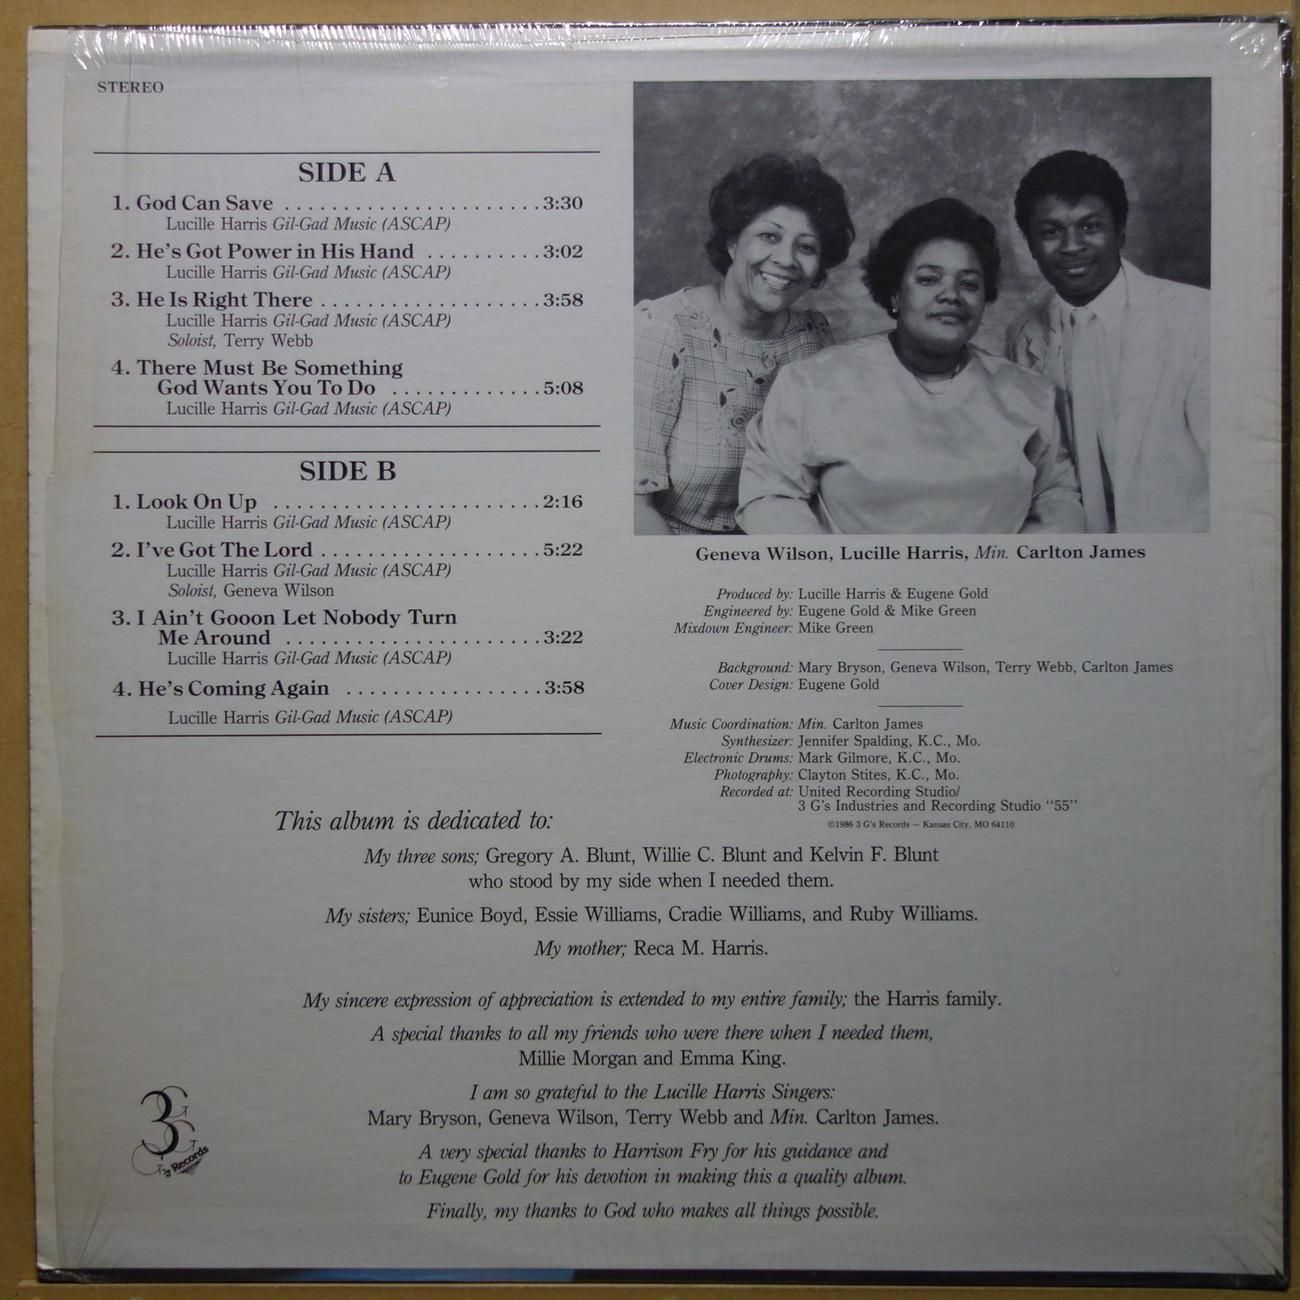 STEREO
SIDE A
1. God Can Save . . . . . . . . . . . . . . . . . . . . . . . 3:30
Lucille Harris Gil-Gad Music (ASCAP)
2. He's Got Power in His Hand . . . . . . . . . . 3:02
Lucille Harris Gil-Gad Music (ASCAP)
3. He Is Right There . . . . . . . . . . . . . . . . . . . . 3:58
Lucille Harris Gil-Gad Music (ASCAP)
Soloist, Terry Webb
4. There Must Be Something
God Wants You To Do . . . . . . . . . . . . . 5:08
Lucille Harris Gil-Gad Music (ASCAP)
SIDE B
1. Look On Up . . . . . . . . . . . . . . . . . . . . . . . . 2:16
Lucille Harris Gil-Gad Music (ASCAP)
2. I've Got The Lord . . . . . . . . . . . . . . . . . . . . 5:22
Lucille Harris Gil-Gad Music (ASCAP)
Soloist, Geneva Wilson
3. I Ain't Gooon Let Nobody Turn
Me Around . . . . . . . . . . . . . . . . . . . . . . . 3:22
Lucille Harris Gil-Gad Music (ASCAP)
4. He's Coming Again . . . . . . . . . . . . . . . . . . 3:58
Lucille Harris Gil-Gad Music (ASCAP)
Geneva Wilson, Lucille Harris, Min. Carlton James
Produced by: Lucille Harris & Eugene Gold
Engineered by: Eugene Gold & Mike Green
Mixdown Engineer: Mike Green
Background: Mary Bryson, Geneva Wilson, Terry Webb, Carlton James
Cover Design: Eugene Gold
Music Coordination: Min. Carlton James
Synthesizer: Jennifer Spalding, K.C., Mo.
Electronic Drums: Mark Gilmore, K.C., Mo.
Photography: Clayton Stites, K.C., Mo.
Recorded at: United Recording Studio/
3 G's Industries and Recording Studio "55"
©1986 3 G's Records — Kansas City, MO 64110
This album is dedicated to:
My three sons; Gregory A. Blunt, Willie C. Blunt and Kelvin F. Blunt
who stood by my side when I needed them.
My sisters; Eunice Boyd, Essie Williams, Cradie Williams, and Ruby Williams.
My mother; Reca M. Harris.
My sincere expression of appreciation is extended to my entire family; the Harris family.
A special thanks to all my friends who were there when I needed them,
Millie Morgan and Emma King.
I am so grateful to the Lucille Harris Singers:
Mary Bryson, Geneva Wilson, Terry Webb and Min. Carlton James.
A very special thanks to Harrison Fry for his guidance and
to Eugene Gold for his devotion in making this a quality album.
Finally, my thanks to God who makes all things possible.
3 G G G's Records